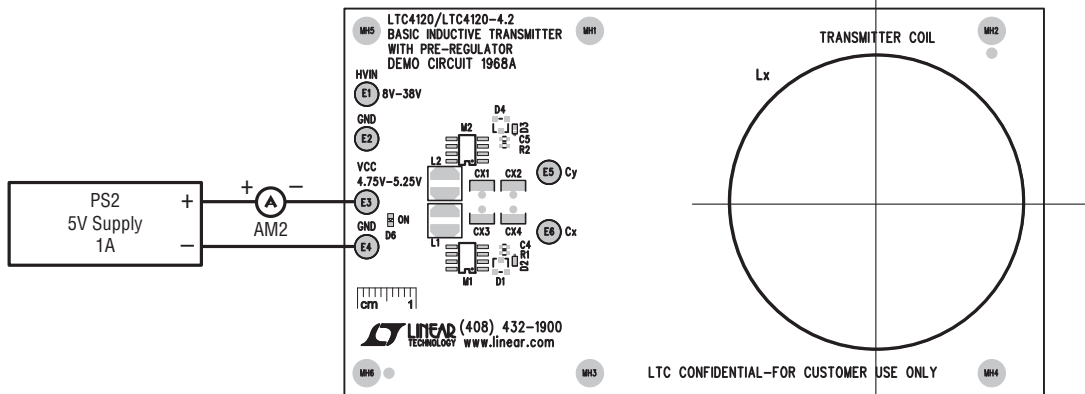 LTC4120/LTC4120-4.2
BASIC INDUCTIVE TRANSMITTER
WITH PRE-REGULATOR
DEMO CIRCUIT 1968A
MH5
MH1
MH2
TRANSMITTER COIL
Lx
HVIN
E1 8V-38V
GND
E2
VCC
4.75V-5.25V
E3
GND
E4
D6
ON
PS2
5V Supply
1A
+
−
+
−
A
AM2
D4
M2
D3
C5
R2
L2
CX1
CX2
E5 Cy
L1
CX3
CX4
E6 Cx
C4
R1
D2
M1
D1
cm 1
LINEAR
TECHNOLOGY
(408) 432-1900
www.linear.com
MH6
MH3
LTC CONFIDENTIAL-FOR CUSTOMER USE ONLY
MH4